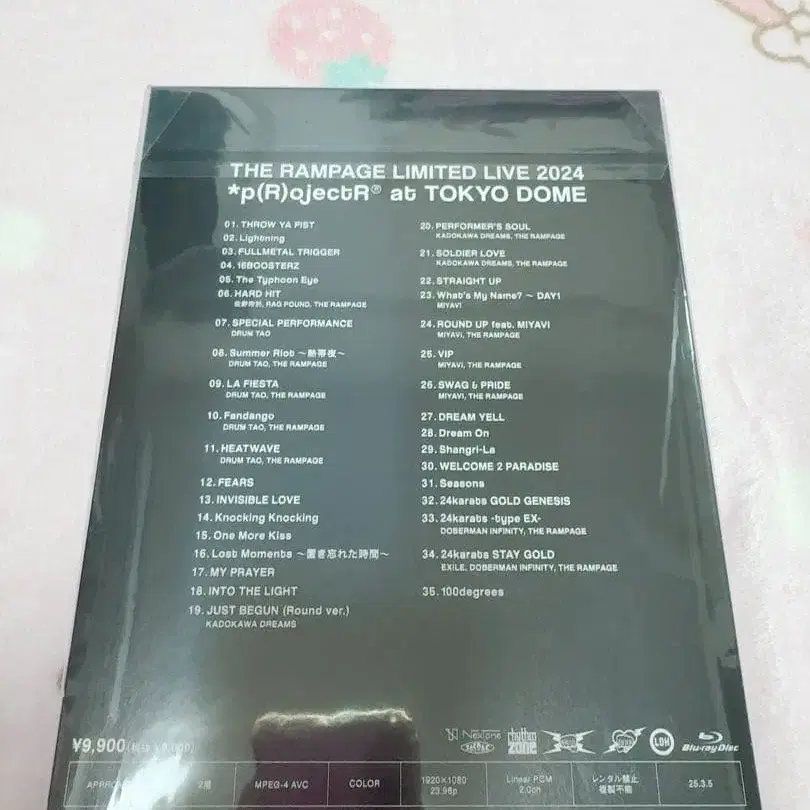 THE RAMPAGE LIMITED LIVE 2024
*p(R)ojectR® at TOKYO DOME
01. THROW YA FIST
02. Lightning
03. FULLMETAL TRIGGER
04. 16BOOSTERZ
05. The Typhoon Eye
06. HARD HIT
RAG POUND, THE RAMPAGE
07. SPECIAL PERFORMANCE
DRUM TAO
08. Summer Riot 〜熱帯夜〜
DRUM TAO, THE RAMPAGE
09. LA FIESTA
DRUM TAO, THE RAMPAGE
10. Fandango
DRUM TAO, THE RAMPAGE
11. HEATWAVE
DRUM TAO, THE RAMPAGE
12. FEARS
13. INVISIBLE LOVE
14. Knocking Knocking
15. One More Kiss
16. Lost Moments 〜置き忘れた時間〜
17. MY PRAYER
18. INTO THE LIGHT
19. JUST BEGUN (Round ver.)
KADOKAWA DREAMS
20. PERFORMER'S SOUL
KADOKAWA DREAMS, THE RAMPAGE
21. SOLDIER LOVE
KADOKAWA DREAMS, THE RAMPAGE
22. STRAIGHT UP
23. What's My Name? 〜 DAY1
MIYAVI
24. ROUND UP feat. MIYAVI
MIYAVI, THE RAMPAGE
25. VIP
MIYAVI, THE RAMPAGE
26. SWAG & PRIDE
MIYAVI, THE RAMPAGE
27. DREAM YELL
28. Dream On
29. Shangri-La
30. WELCOME 2 PARADISE
31. Seasons
32. 24karats GOLD GENESIS
33. 24karats -type EX-
DOBERMAN INFINITY, THE RAMPAGE
34. 24karats STAY GOLD
EXILE, DOBERMAN INFINITY, THE RAMPAGE
35. 100degrees
¥9,900
NexTone
rhythm
zone
LDH
Blu-ray Disc
2層
MPEG-4 AVC
COLOR
1920×1080
23.98p
Linear PCM
2.0ch
レンタル禁止
複製不能
25.3.5